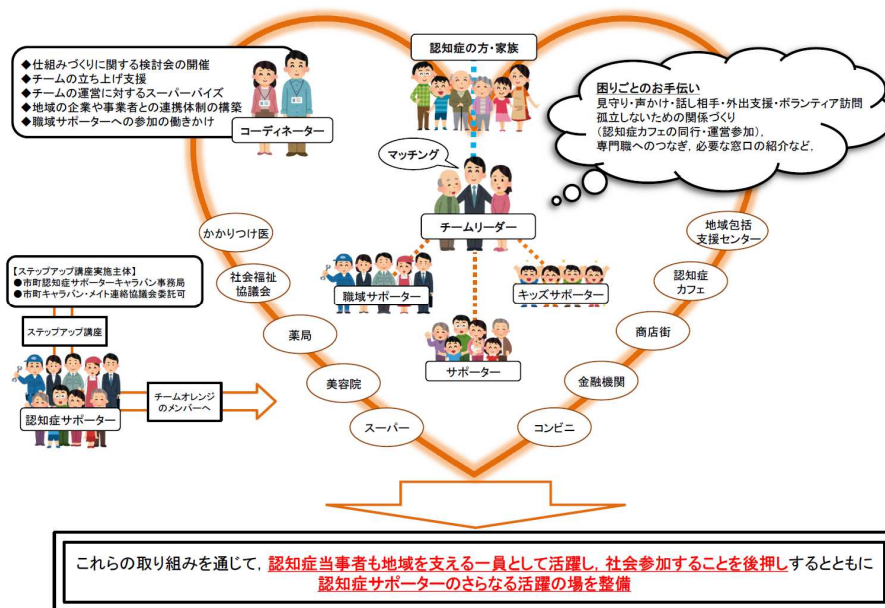 ◆仕組みづくりに関する検討会の開催
◆チームの立ち上げ支援
◆チームの運営に対するスーパーバイズ
◆地域の企業や事業者との連携体制の構築
◆職域サポーターへの参加の働きかけ
コーディネーター
認知症の方・家族
困りごとのお手伝い
見守り・声かけ・話し相手・外出支援・ボランティア訪問
孤立しないための関係づくり
（認知症カフェの同行・運営参加）,
専門職へのつなぎ, 必要な窓口の紹介など,
マッチング
チームリーダー
かかりつけ医
社会福祉
協議会
薬局
美容院
スーパー
地域包括
支援センター
認知症
カフェ
商店街
金融機関
コンビニ
職域サポーター
キッズサポーター
サポーター
【ステップアップ講座実施主体】
●市町認知症サポーターキャラバン事務局
●市町キャラバン・メイト連絡協議会委託可
ステップアップ講座
認知症サポーター
チームオレンジ
のメンバーへ
これらの取り組みを通じて, 認知症当事者も地域を支える一員として活躍し, 社会参加することを後押しするとともに
認知症サポーターのさらなる活躍の場を整備